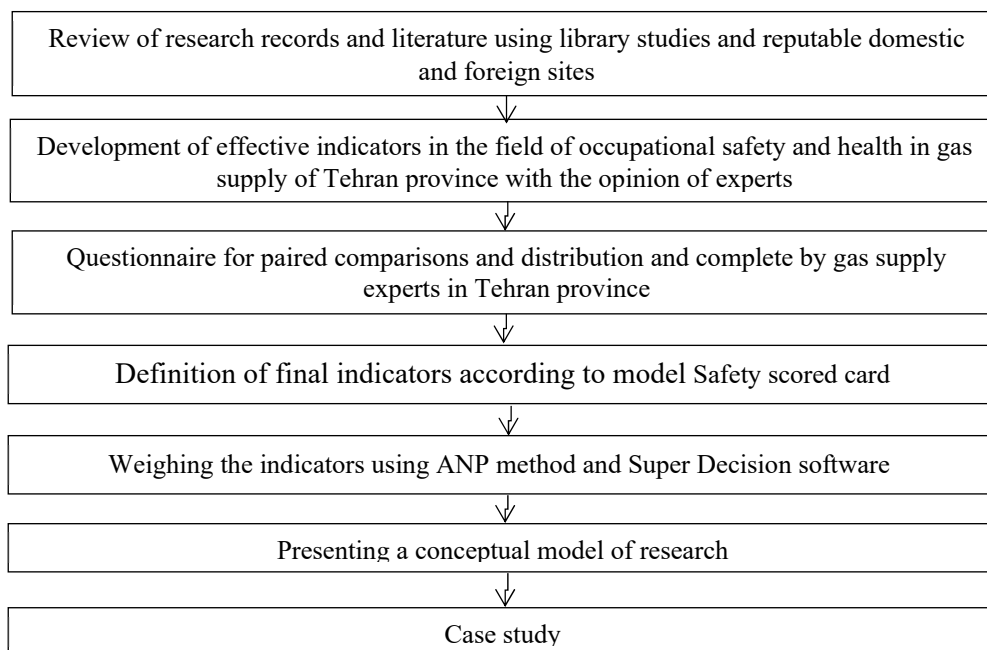 Review of research records and literature using library studies and reputable domestic
and foreign sites
Development of effective indicators in the field of occupational safety and health in gas
supply of Tehran province with the opinion of experts
Questionnaire for paired comparisons and distribution and complete by gas supply
experts in Tehran province
Definition of final indicators according to model Safety scored card
Weighing the indicators using ANP method and Super Decision software
Presenting a conceptual model of research
Case study